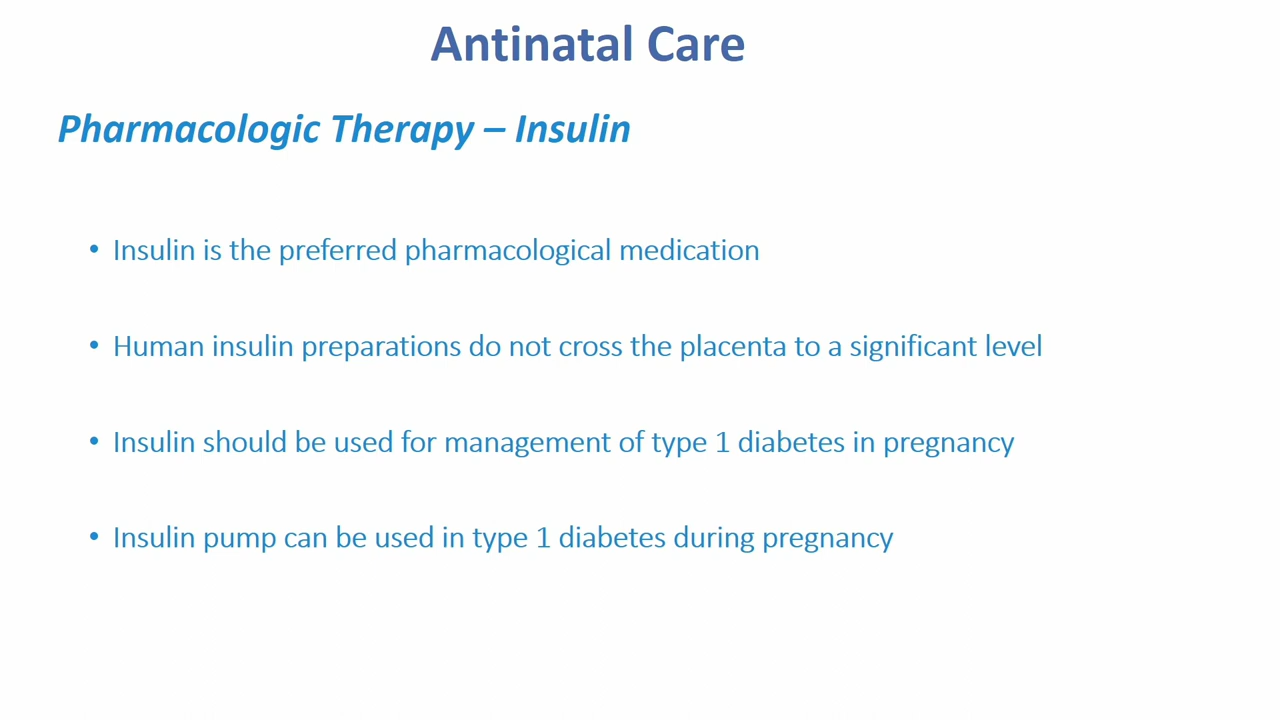 Antinatal Care
Pharmacologic Therapy – Insulin
• Insulin is the preferred pharmacological medication
• Human insulin preparations do not cross the placenta to a significant level
• Insulin should be used for management of type 1 diabetes in pregnancy
• Insulin pump can be used in type 1 diabetes during pregnancy